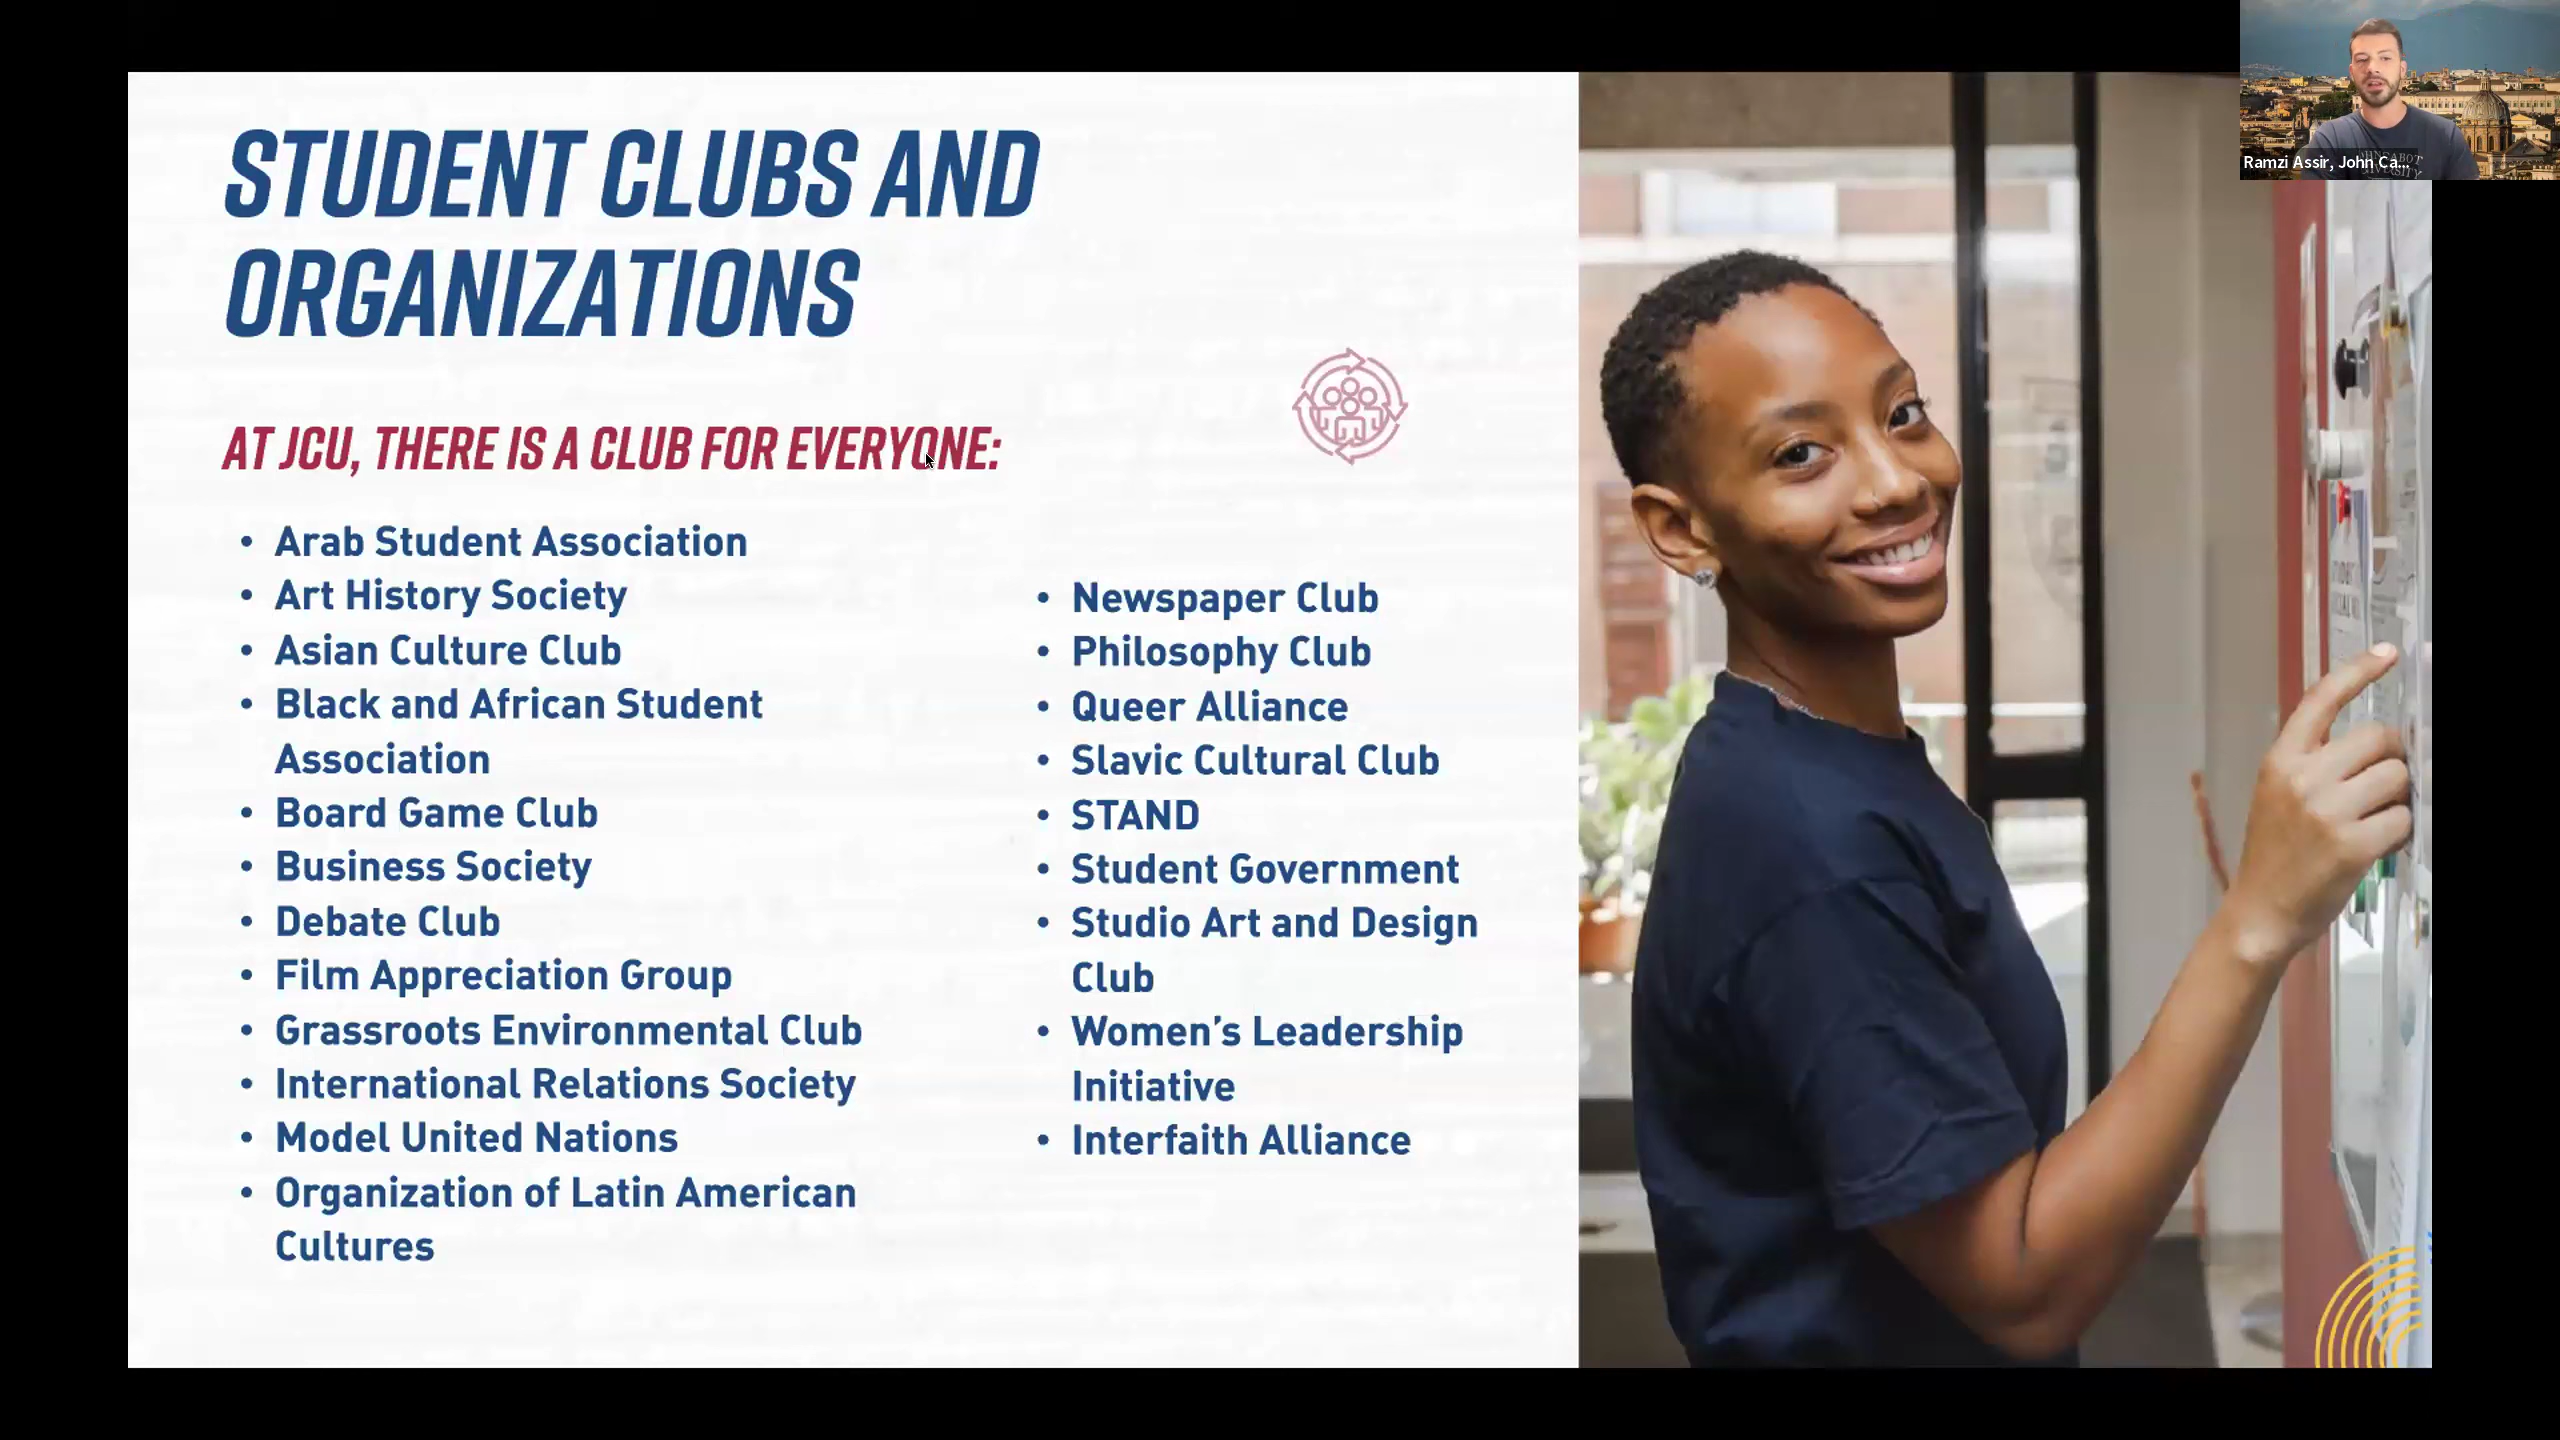 STUDENT CLUBS AND
ORGANIZATIONS
AT JCU, THERE IS A CLUB FOR EVERYONE:
• Arab Student Association
• Art History Society
• Asian Culture Club
• Black and African Student
Association
• Board Game Club
• Business Society
• Debate Club
• Film Appreciation Group
• Grassroots Environmental Club
• International Relations Society
• Model United Nations
• Organization of Latin American
Cultures
• Newspaper Club
• Philosophy Club
• Queer Alliance
• Slavic Cultural Club
• STAND
• Student Government
• Studio Art and Design
Club
• Women’s Leadership
Initiative
• Interfaith Alliance
Ramzi Assir, John Ca...